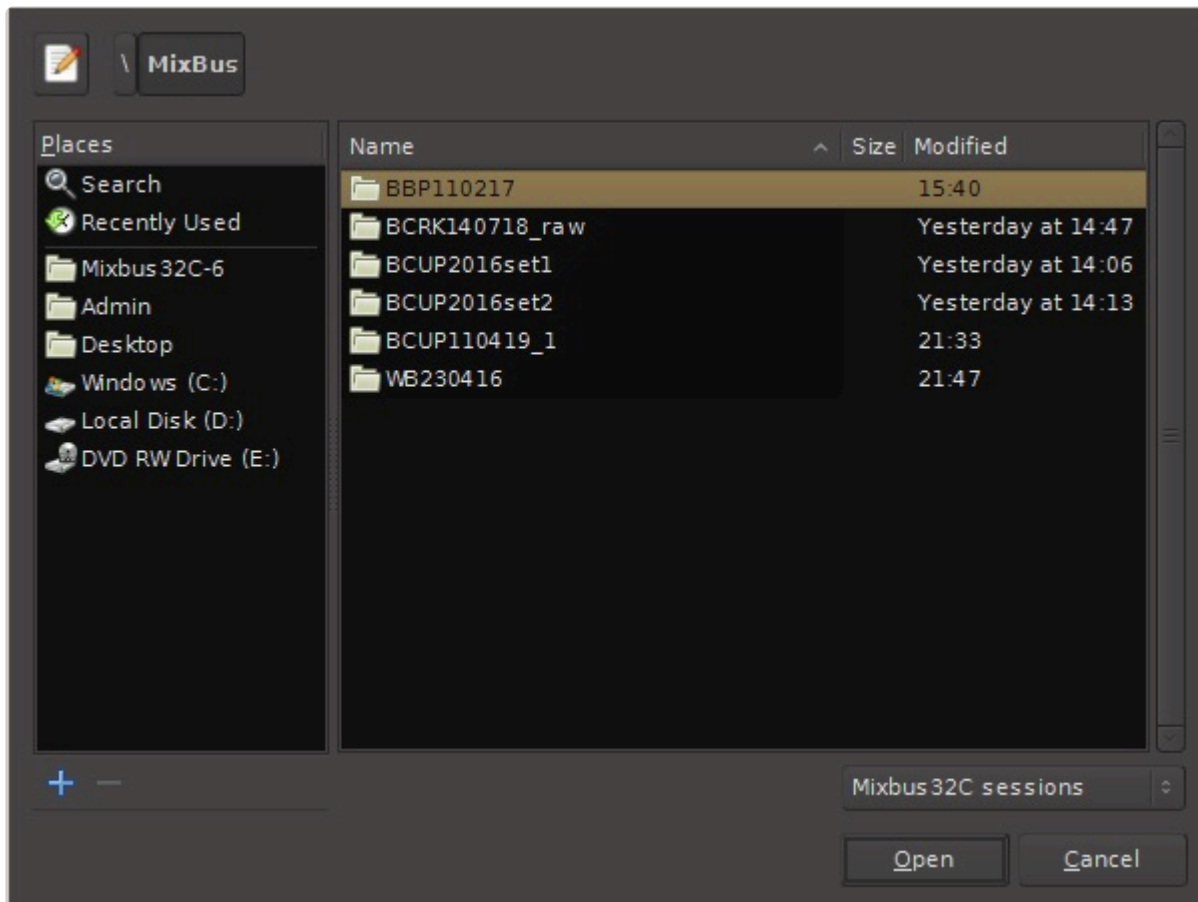 \ MixBus
Places
Search
Recently Used
Mixbus32C-6
Admin
Desktop
Windows (C:)
Local Disk (D:)
DVD RW Drive (E:)
Name Size Modified
BBP110217 15:40
BCRK140718_raw Yesterday at 14:47
BCUP2016set1 Yesterday at 14:06
BCUP2016set2 Yesterday at 14:13
BCUP110419_1 21:33
WB230416 21:47
Mixbus32C sessions
Open Cancel